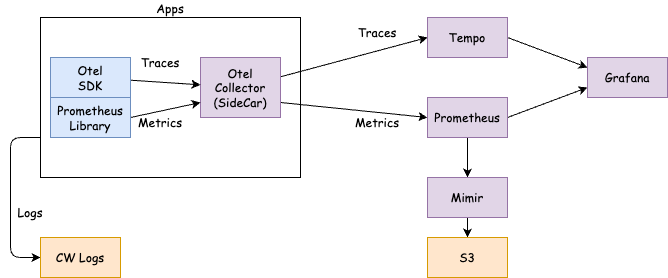 Apps
Otel
SDK
Prometheus
Library
Traces
Metrics
Otel
Collector
(SideCar)
Traces
Metrics
Tempo
Prometheus
Grafana
Mimir
S3
Logs
CW Logs